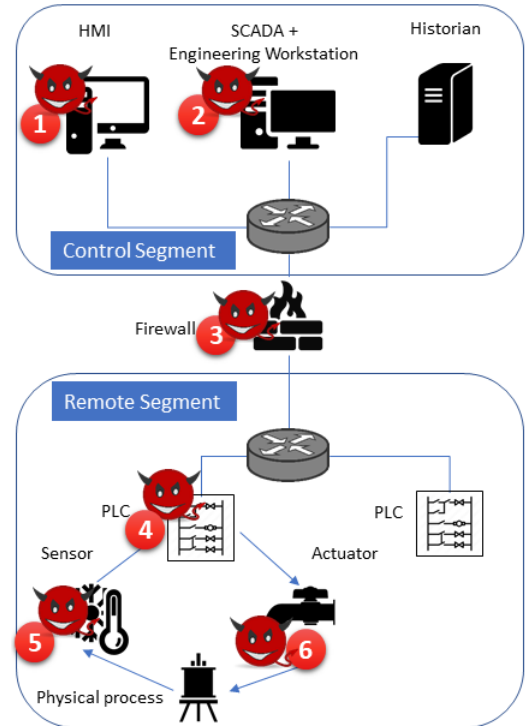 HMI
SCADA +
Engineering Workstation
Historian
1
2
Control Segment
Firewall
3
Remote Segment
PLC
4
PLC
Sensor
Actuator
5
6
Physical process